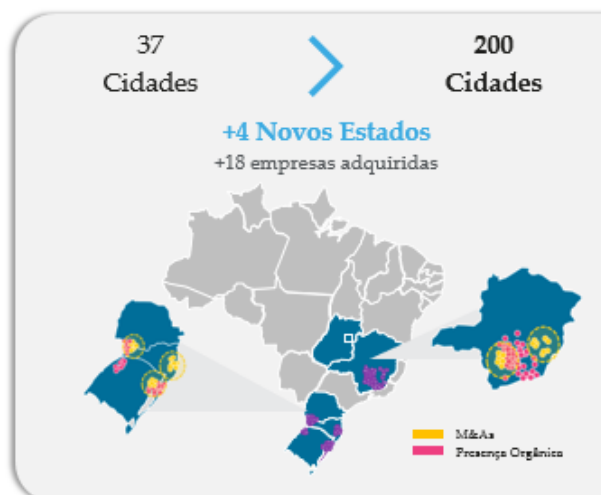 37
Cidades
200
Cidades
+4 Novos Estados
+18 empresas adquiridas
M&As
Presença Orgânica